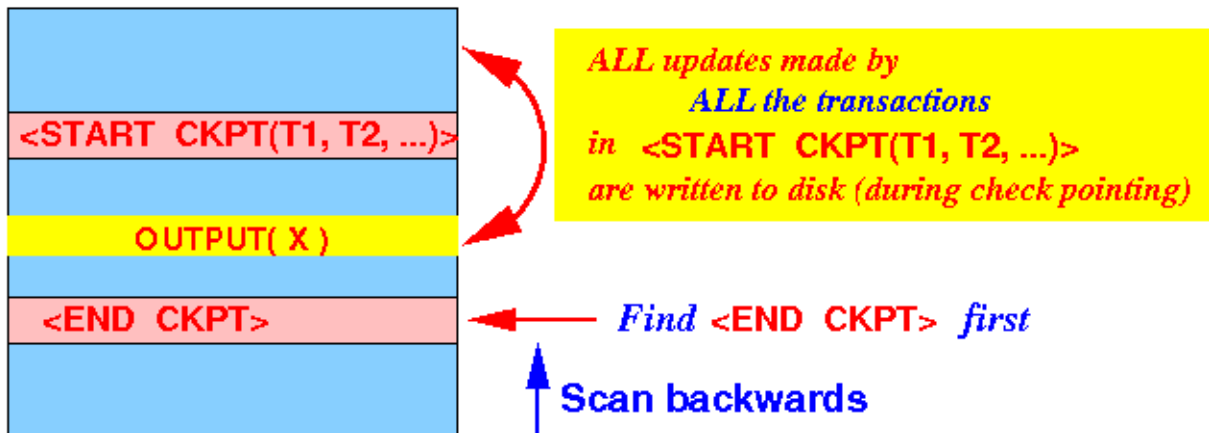 ALL updates made by
ALL the transactions
<START CKPT(T1, T2, ...)>
in <START CKPT(T1, T2, ...)>
are written to disk (during check pointing)
OUTPUT( X )
<END CKPT>
Find <END CKPT> first
Scan backwards